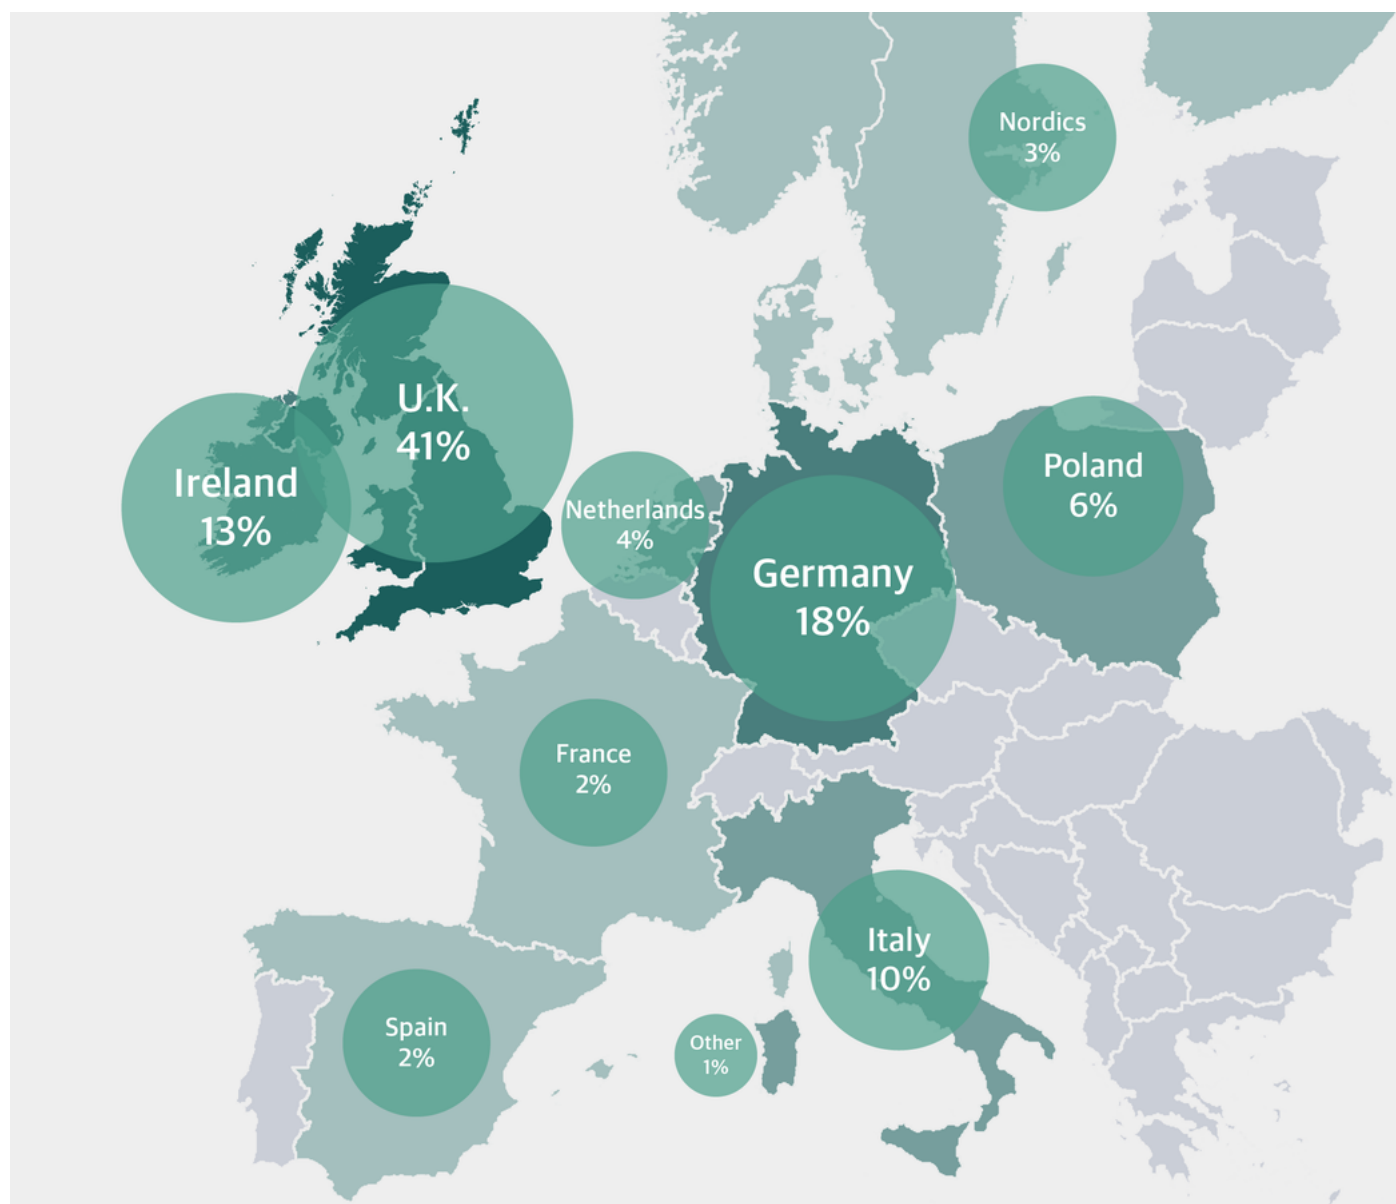 Nordics
3%
U.K.
41%
Ireland
13%
Netherlands
4%
Poland
6%
Germany
18%
France
2%
Italy
10%
Spain
2%
Other
1%